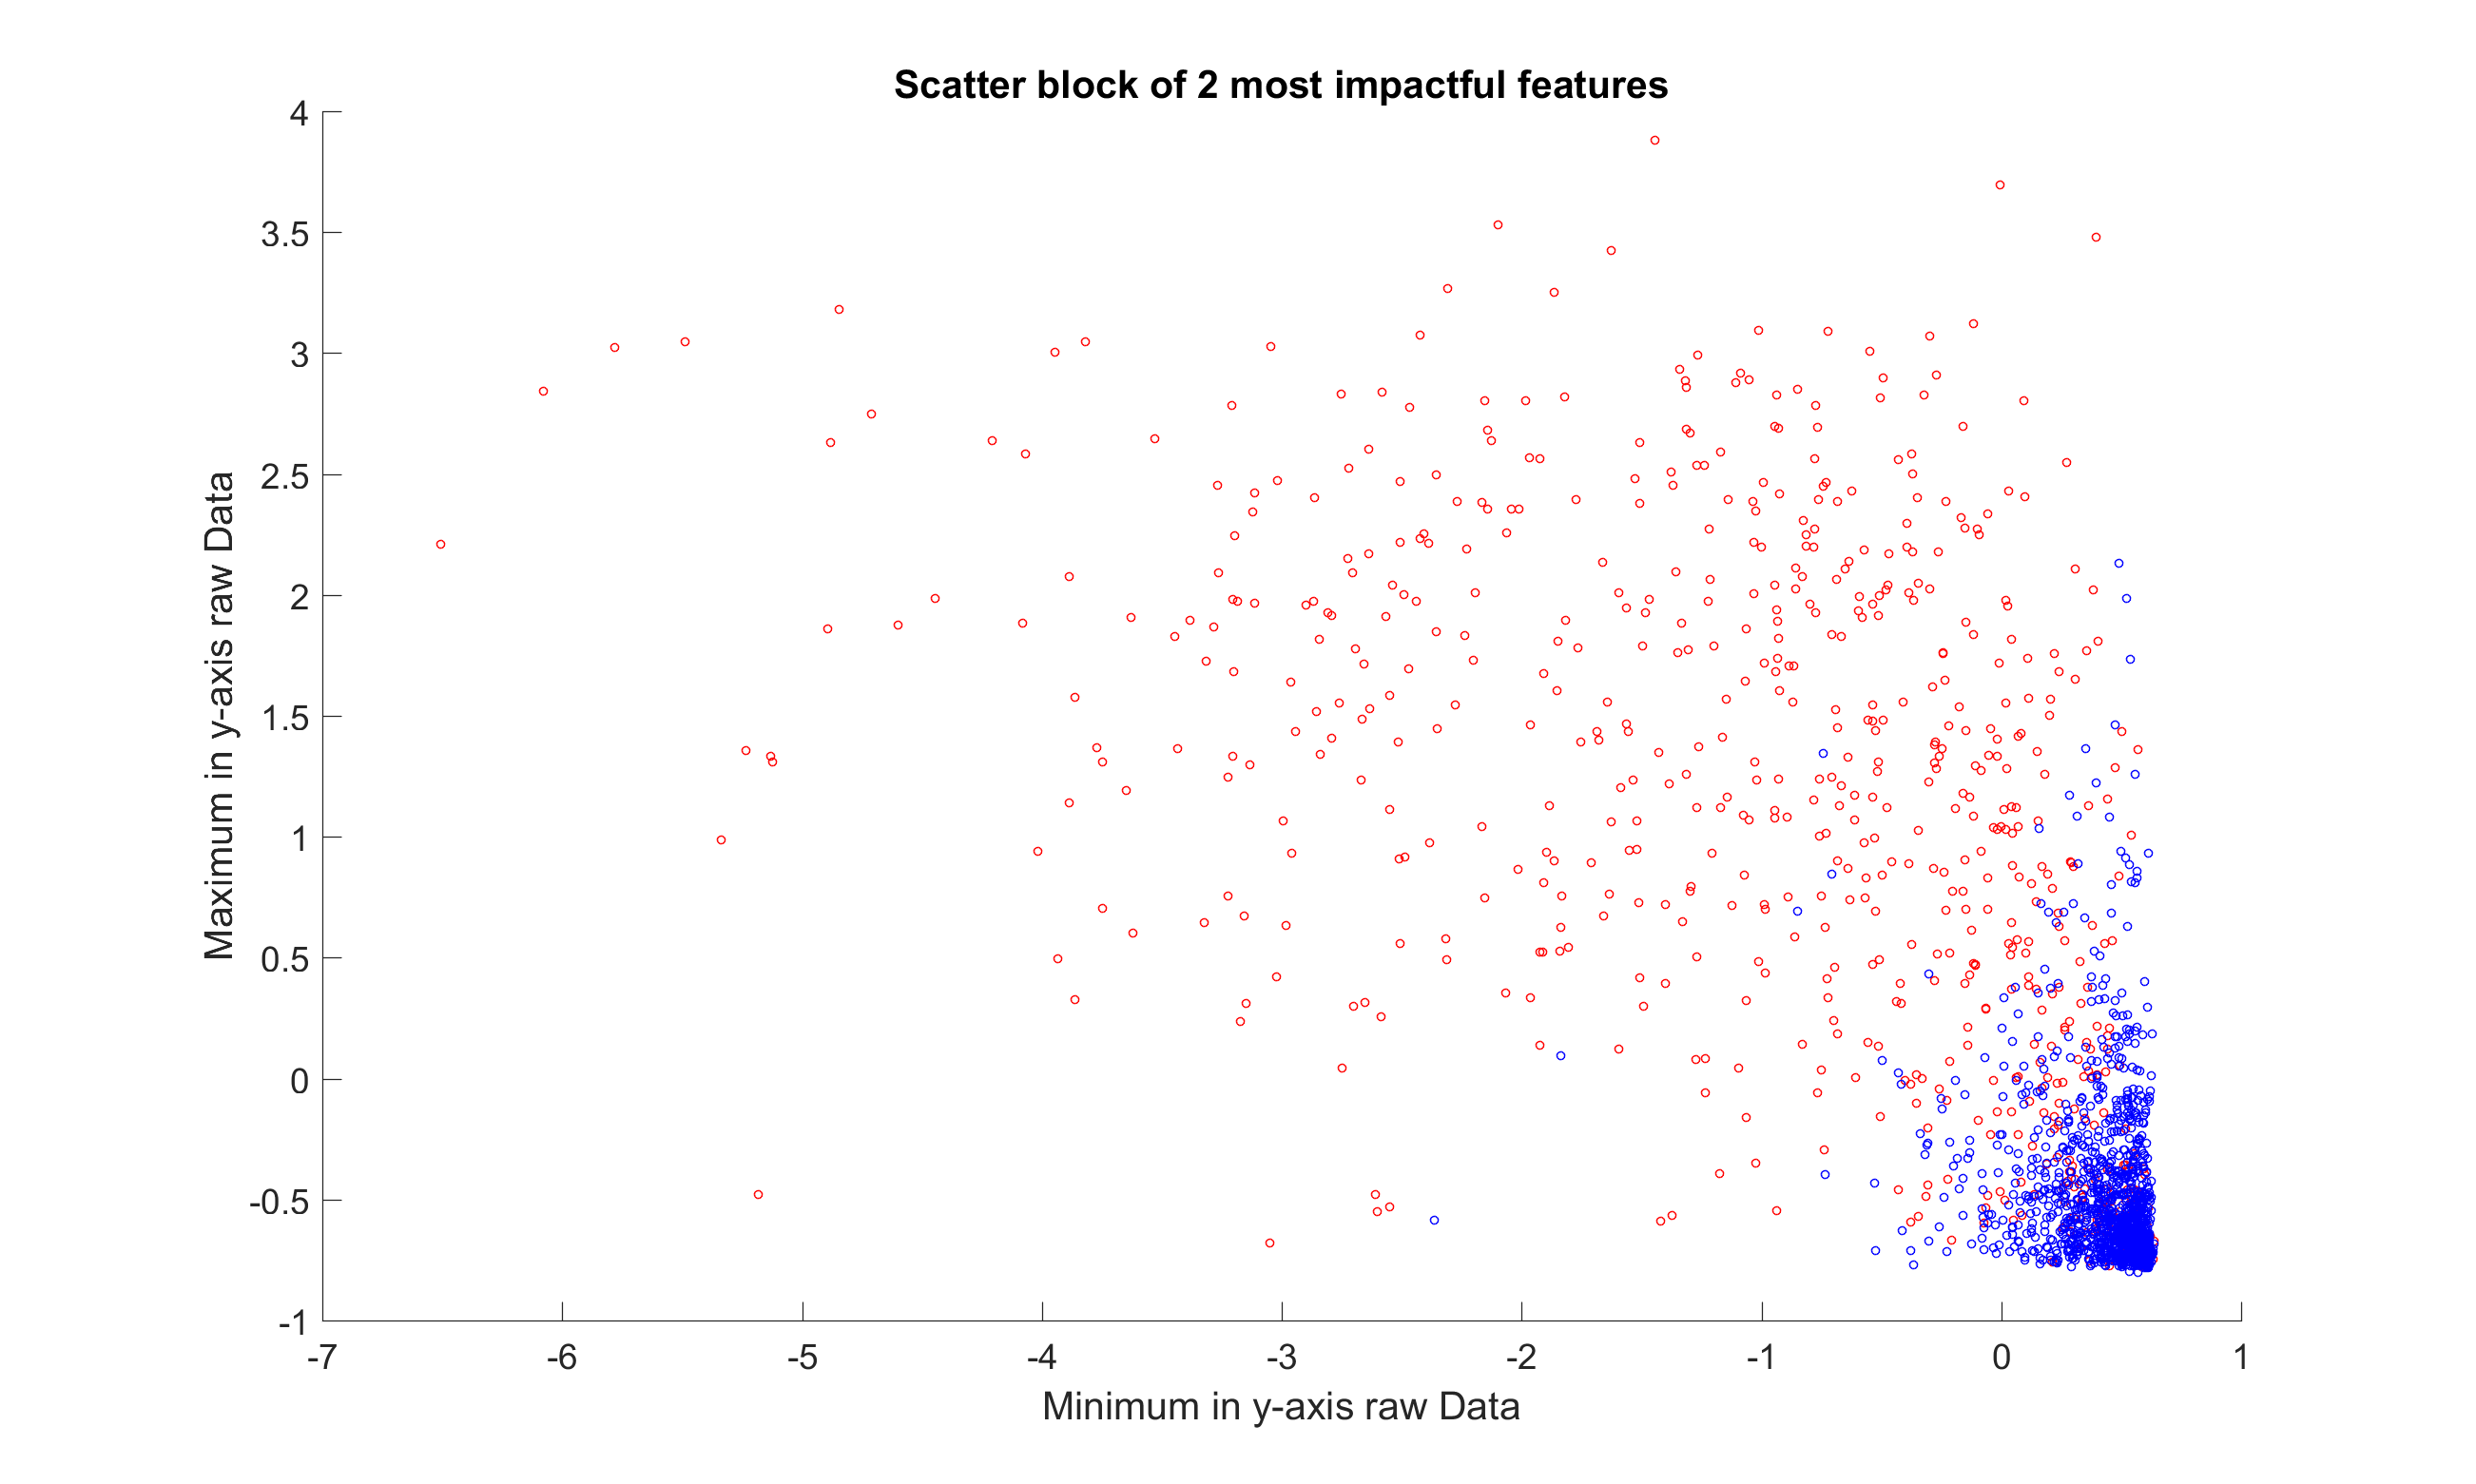 Scatter block of 2 most impactful features
4
3.5
3
2.5
2
1.5
1
0.5
0
-0.5
-1
Maximum in y-axis raw Data
-7 -6 -5 -4 -3 -2 -1 0 1
Minimum in y-axis raw Data